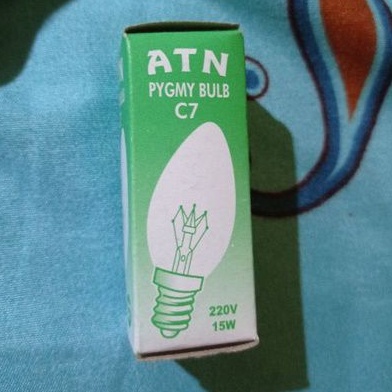 ATN
PYGMY BULB
C7
220V
15W